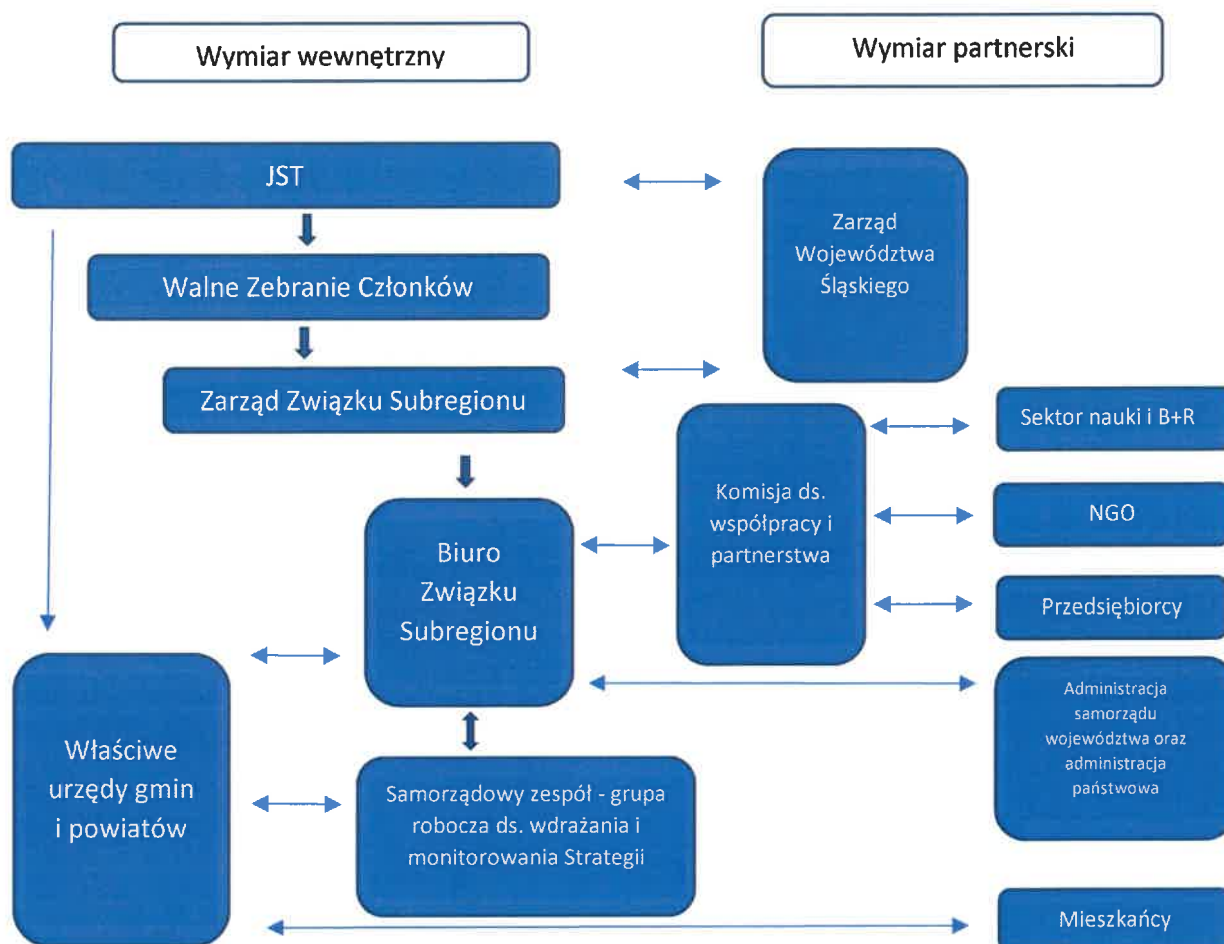 Wymiar wewnętrzny
Wymiar partnerski
JST
Walne Zebranie Członków
Zarząd Związku Subregionu
Zarząd
Województwa
Śląskiego
Sektor nauki i B+R
Komisja ds.
współpracy i
partnerstwa
NGO
Przedsiębiorcy
Biuro
Związku
Subregionu
Administracja
samorządu
województwa oraz
administracja
państwowa
Właściwe
urzędy gmin
i powiatów
Samorządowy zespół - grupa
robocza ds. wdrażania i
monitorowania Strategii
Mieszkańcy